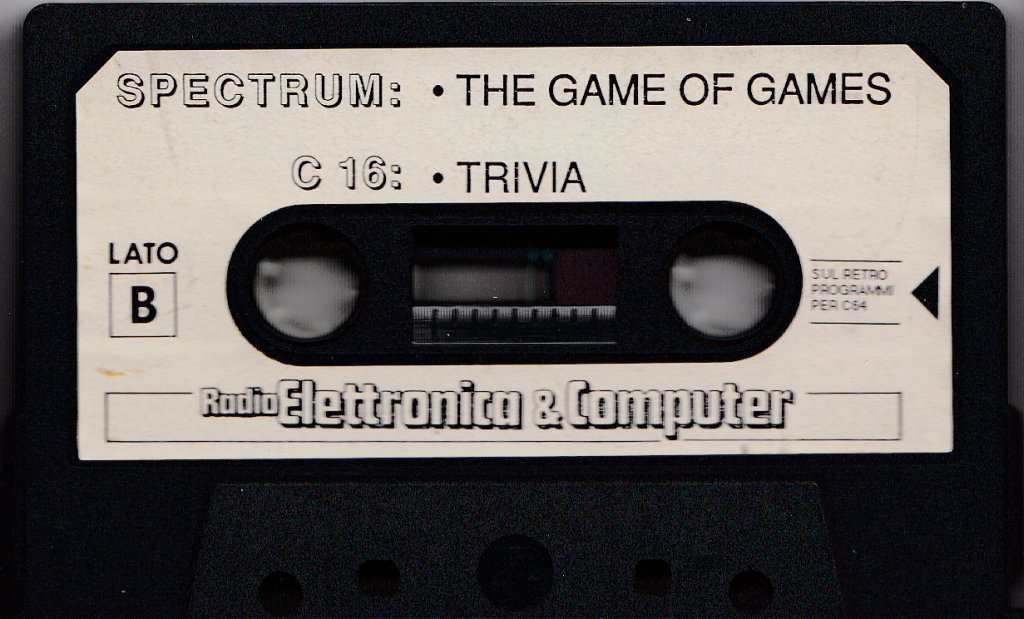 SPECTRUM: • THE GAME OF GAMES
C 16: • TRIVIA
LATO
B
SUL RETRO
PROGRAMMI
PER C64
Radio Elettronica & Computer